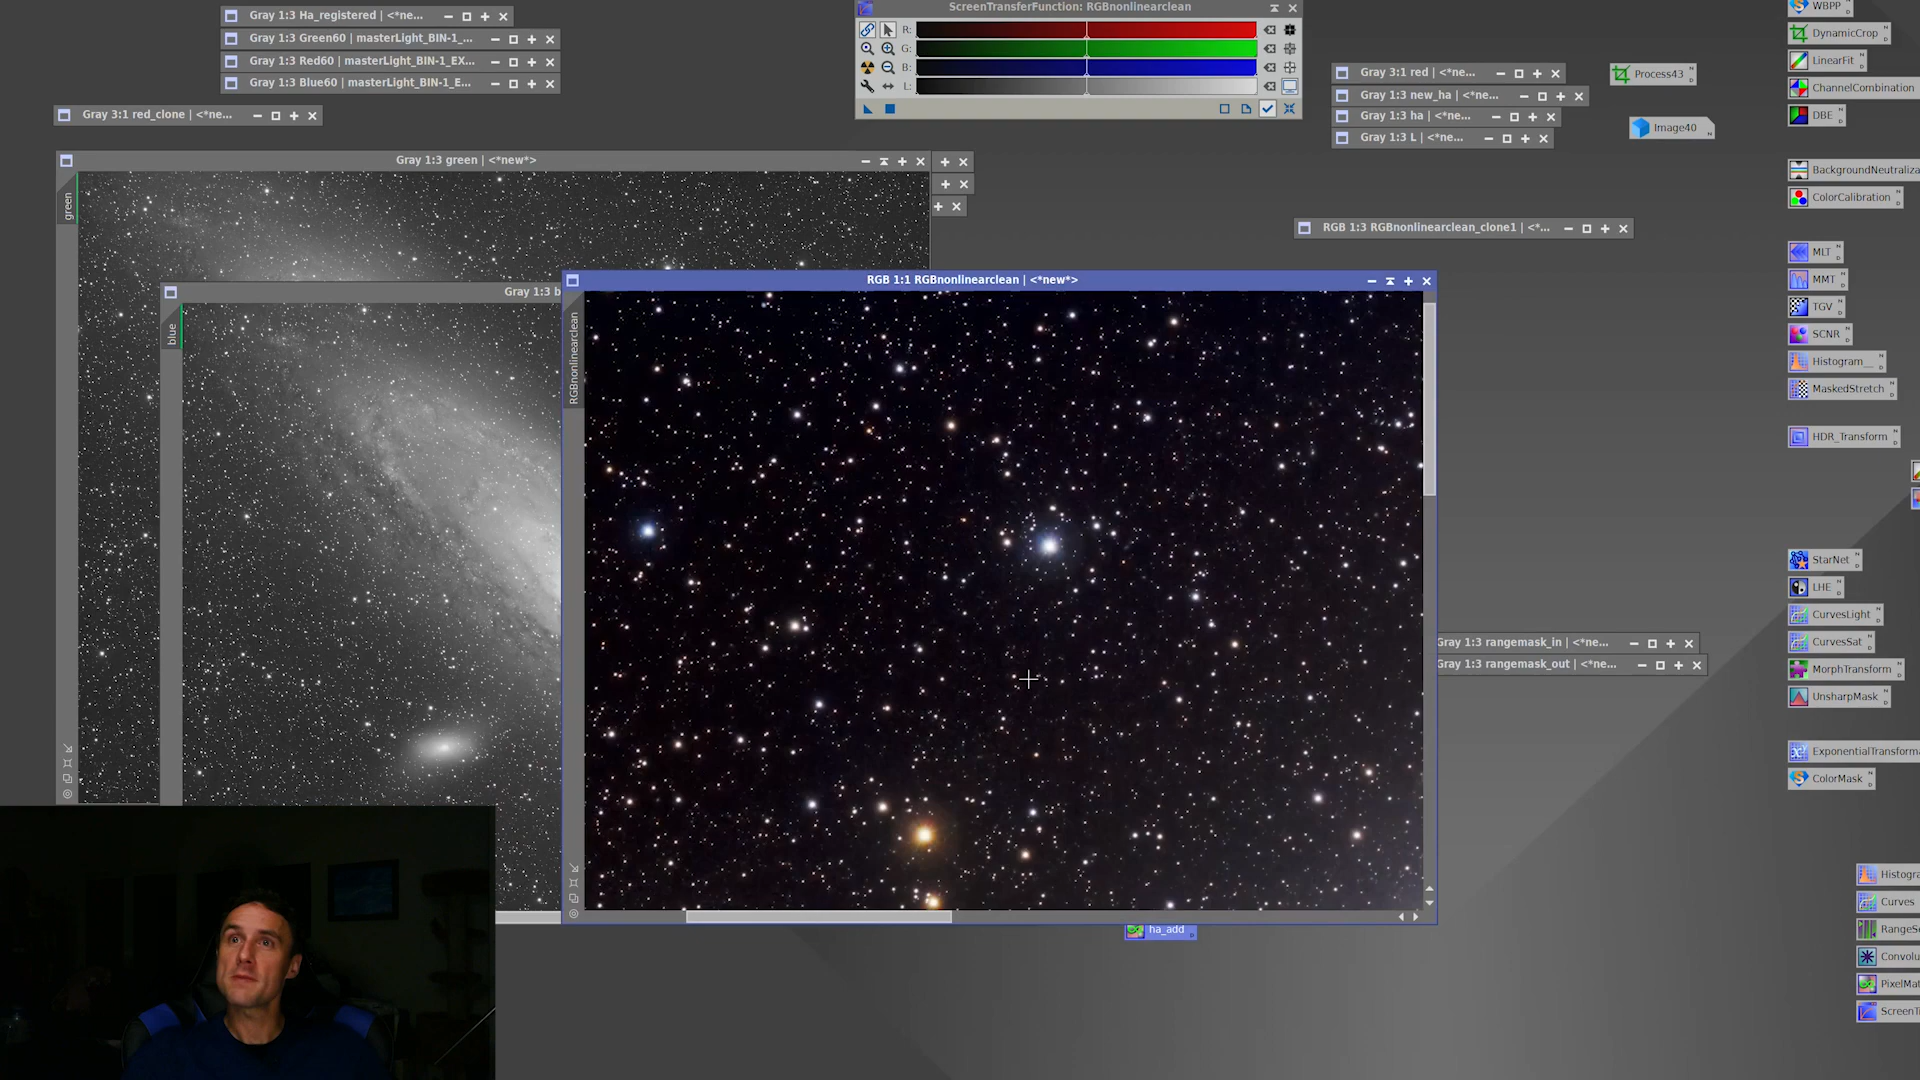 Gray 1:3 Ha_registered | <*ne...
Gray 1:3 Green60 | masterLight_BIN-1_...
Gray 1:3 Red60 | masterLight_BIN-1_EX...
Gray 1:3 Blue60 | masterLight_BIN-1_E...
Gray 3:1 red_clone | <*ne...
ScreenTransferFunction: RGBnonlinearclean
R:
G:
B:
L:
Gray 3:1 red | <*ne...
Gray 1:3 new_ha | <*ne...
Gray 1:3 ha | <*ne...
Gray 1:3 L | <*ne...
Process43
Image40
Gray 1:3 green | <*new*>
green
Gray 1:3 b
blue
RGB 1:3 RGBnonlinearclean_clone1 | <*...
RGB 1:1 RGBnonlinearclean | <*new*>
RGBnonlinearclean
Gray 1:3 rangemask_in | <*ne...
Gray 1:3 rangemask_out | <*ne...
ha_add
WBPP
DynamicCrop
LinearFit
ChannelCombination
DBE
BackgroundNeutraliza
ColorCalibration
MLT
MMT
TGV
SCNR
Histogram__
MaskedStretch
HDR_Transform
StarNet
LHE
CurvesLight
CurvesSat
MorphTransform
UnsharpMask
ExponentialTransforma
ColorMask
Histogra
Curves
RangeSe
Convolu
PixelMat
ScreenTr